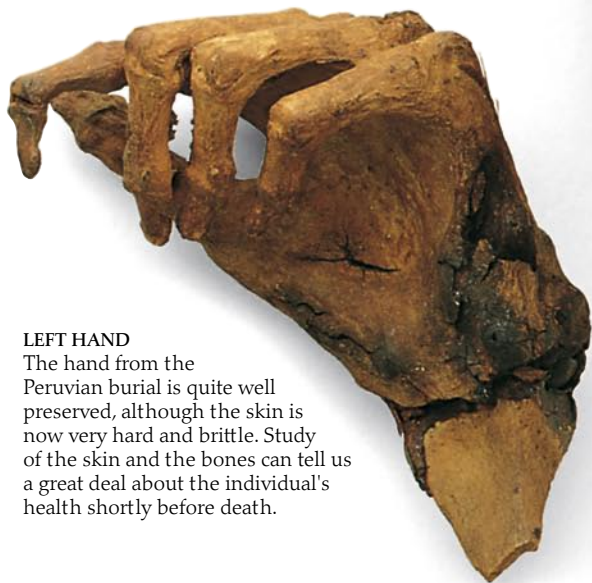 LEFT HAND
The hand from the
Peruvian burial is quite well
preserved, although the skin is
now very hard and brittle. Study
of the skin and the bones can tell us
a great deal about the individual's
health shortly before death.